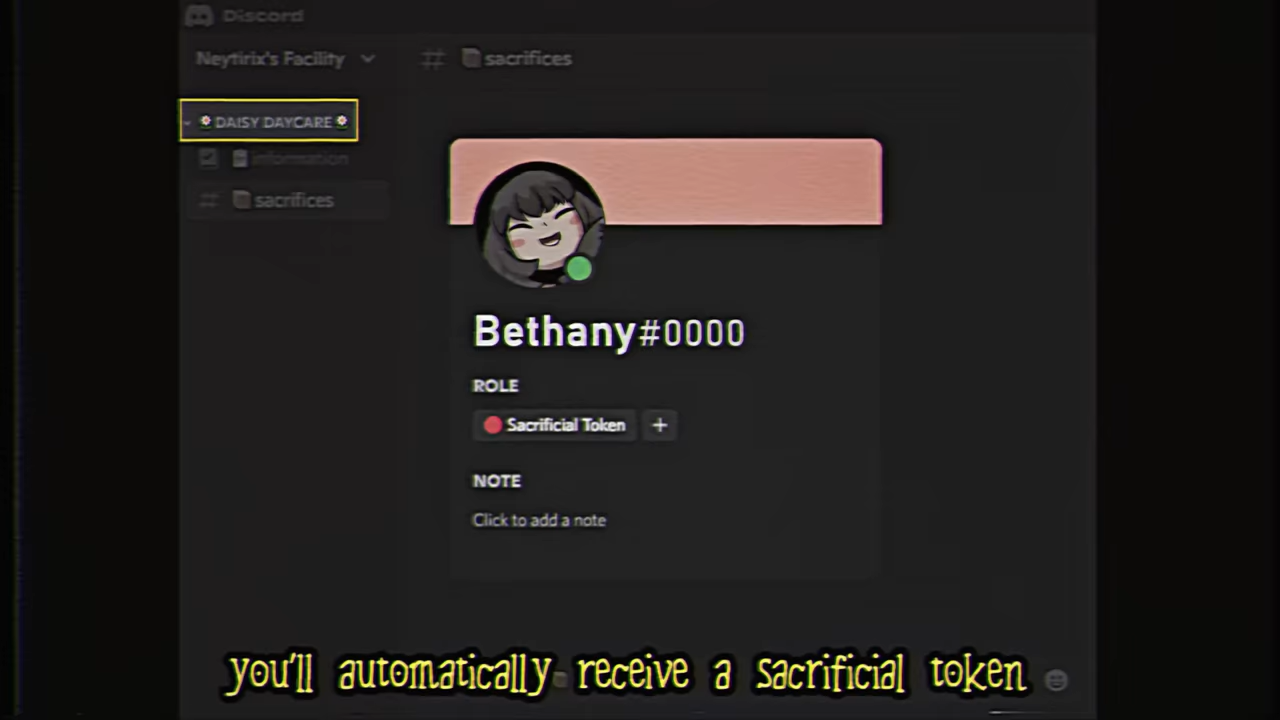 Discord
Neytirix's Facility
# sacrifices
DAISY DAYCARE
information
# sacrifices
Bethany#0000
ROLE
Sacrificial Token +
NOTE
Click to add a note
you'll automatically receive a sacrificial token